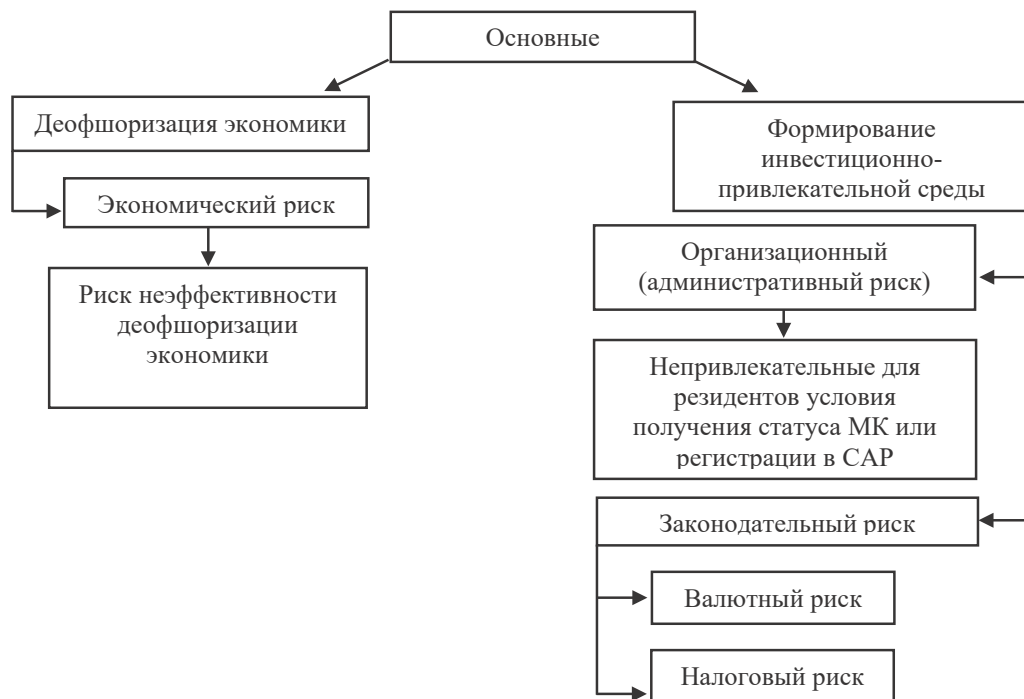 Основные
Деофшоризация экономики
Экономический риск
Риск неэффективности
деофшоризации
экономики
Формирование
инвестиционно-
привлекательной среды
Организационный
(административный риск)
Непривлекательные для
резидентов условия
получения статуса МК или
регистрации в САР
Законодательный риск
Валютный риск
Налоговый риск